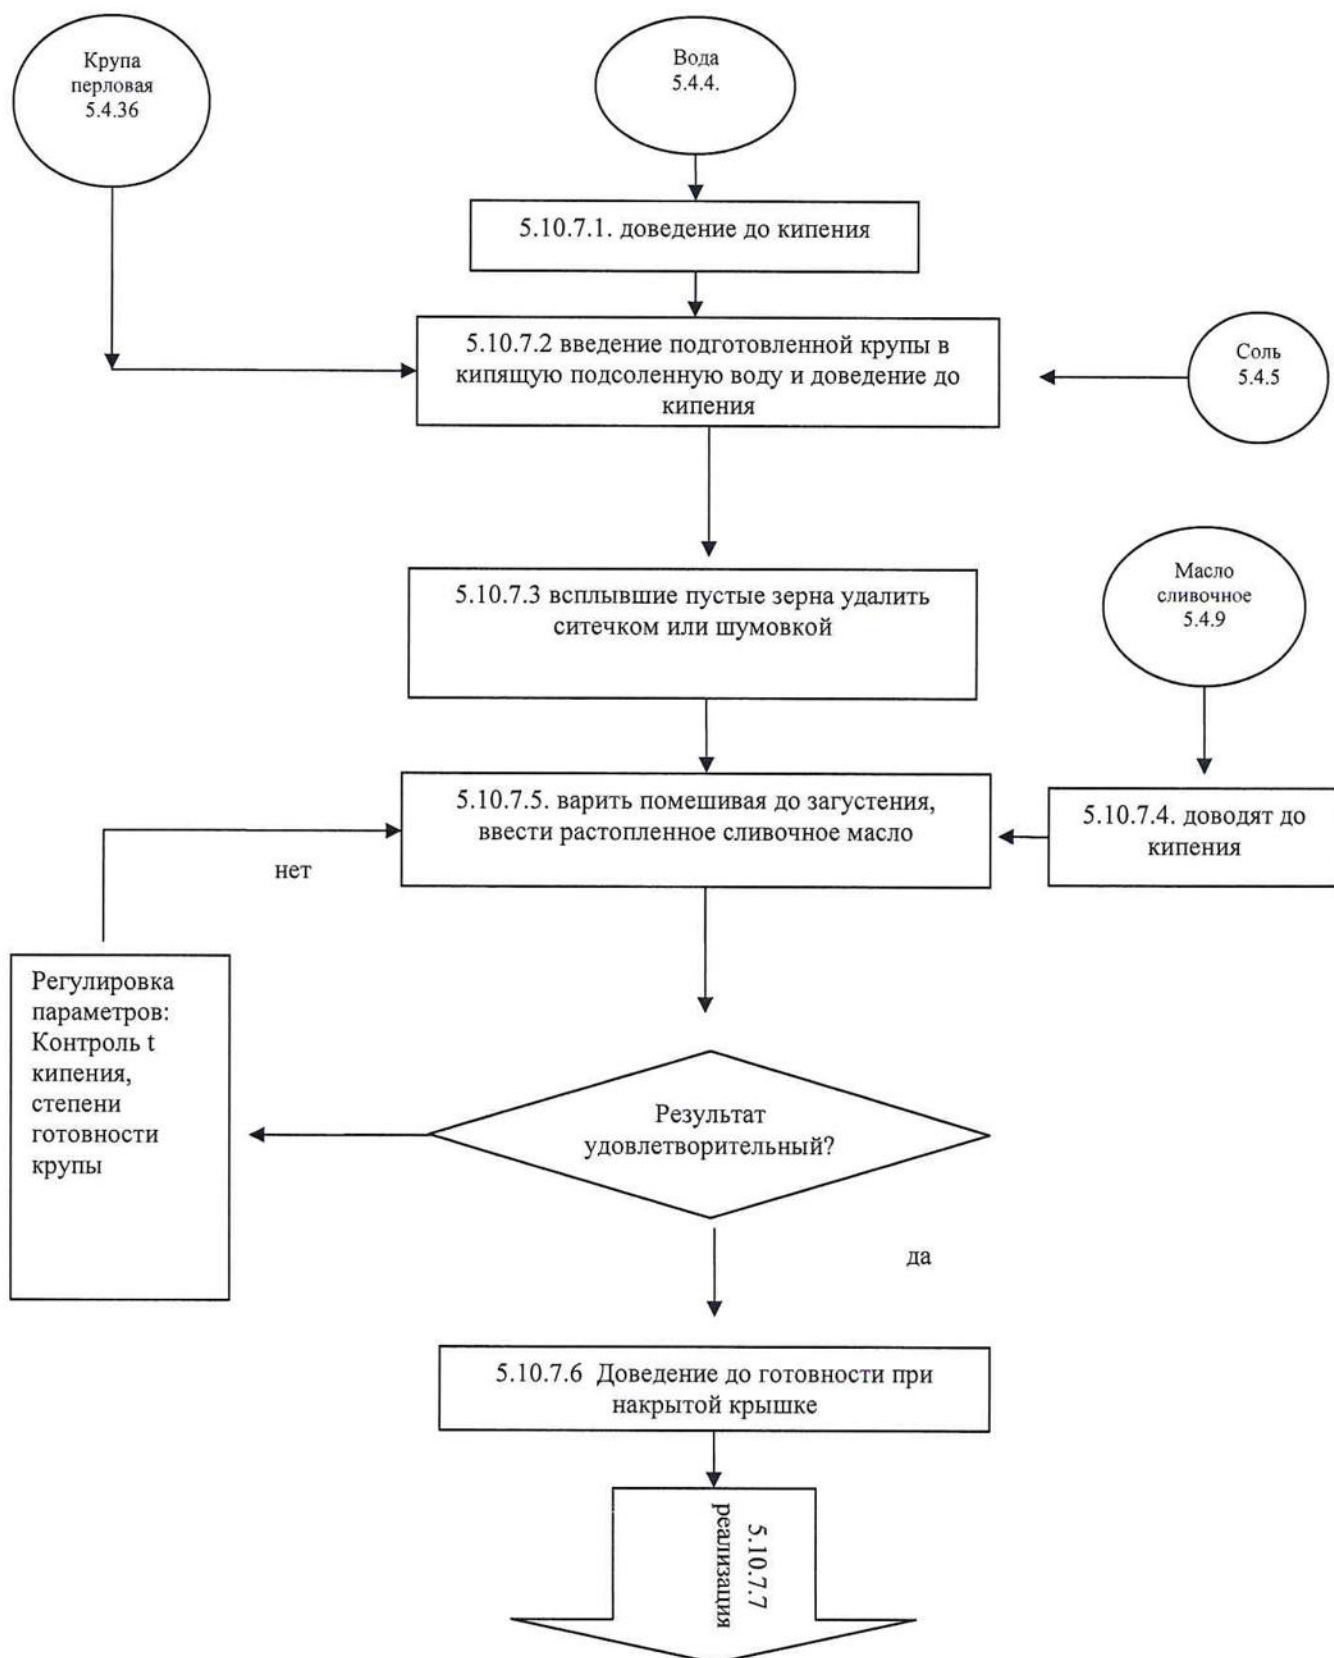 Крупа
перловая
5.4.36
Вода
5.4.4.
5.10.7.1. доведение до кипения
5.10.7.2 введение подготовленной крупы в
кипящую подсоленную воду и доведение до
кипения
Соль
5.4.5
Масло
сливочное
5.4.9
5.10.7.3 всплывшие пустые зерна удалить
ситечком или шумовкой
5.10.7.5. варить помешивая до загустения,
ввести растопленное сливочное масло
5.10.7.4. доводят до
кипения
нет
Регулировка
параметров:
Контроль t
кипения,
степени
готовности
крупы
Результат
удовлетворительный?
да
5.10.7.6  Доведение до готовности при
накрытой крышке
5.10.7.7
реализация